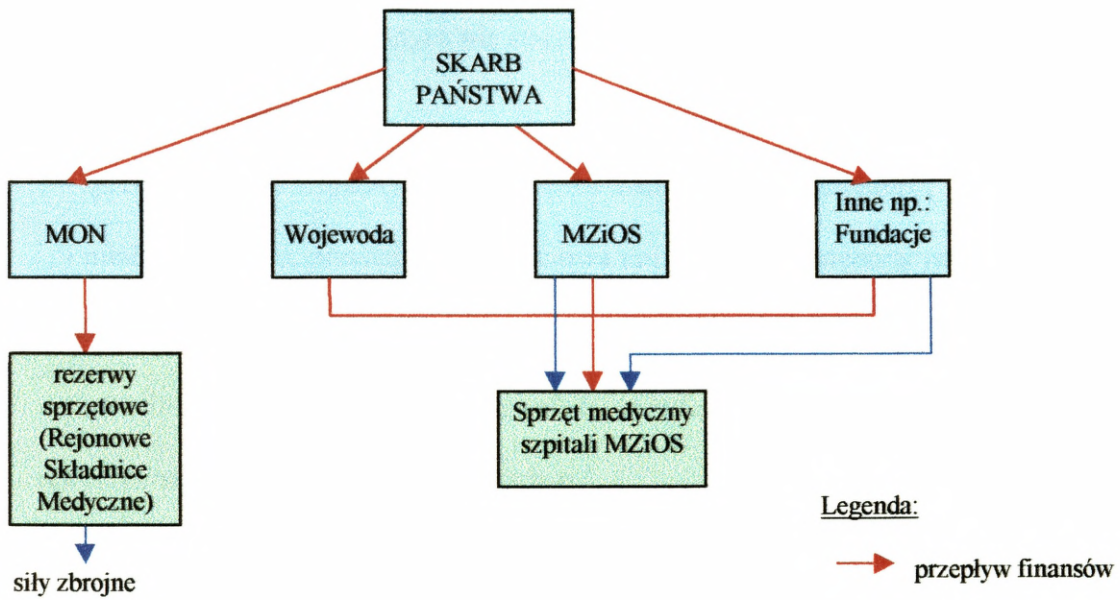 SKARB
PAŃSTWA
MON
Wojewoda
MZiOS
Inne np.:
Fundacje
rezerwy
sprzętowe
(Rejonowe
Składnice
Medyczne)
Sprzęt medyczny
szpitali MZiOS
siły zbrojne
Legenda:
przepływ finansów